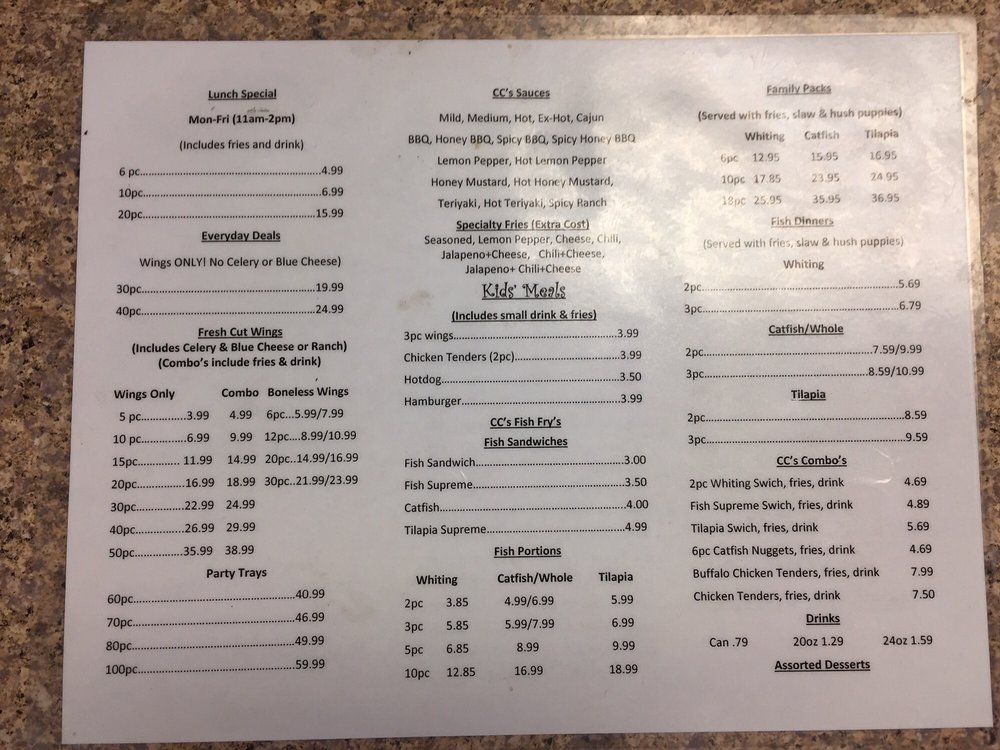 Lunch Special
Mon-Fri (11am-2pm)
(Includes fries and drink)
6 pc..........4.99
10pc..........6.99
20pc..........15.99
Everyday Deals
Wings ONLY! No Celery or Blue Cheese)
30pc..........19.99
40pc..........24.99
Fresh Cut Wings
(Includes Celery & Blue Cheese or Ranch)
(Combo's include fries & drink)
Wings Only Combo Boneless Wings
5 pc..........3.99 4.99 6pc...5.99/7.99
10 pc..........6.99 9.99 12pc....8.99/10.99
15pc.......... 11.99 14.99 20pc..14.99/16.99
20pc..........16.99 18.99 30pc..21.99/23.99
30pc..........22.99 24.99
40pc..........26.99 29.99
50pc..........35.99 38.99
Party Trays
60pc..........40.99
70pc..........46.99
80pc..........49.99
100pc..........59.99
CC's Sauces
Mild, Medium, Hot, Ex-Hot, Cajun
BBQ, Honey BBQ, Spicy BBQ, Spicy Honey BBQ
Lemon Pepper, Hot Lemon Pepper
Honey Mustard, Hot Honey Mustard,
Teriyaki, Hot Teriyaki, Spicy Ranch
Specialty Fries (Extra Cost)
Seasoned, Lemon Pepper, Cheese, Chili,
Jalapeno+Cheese, Chili+Cheese,
Jalapeno+ Chili+Cheese
Kids' Meals
(Includes small drink & fries)
3pc wings..........3.99
Chicken Tenders (2pc)..........3.99
Hotdog..........3.50
Hamburger..........3.99
CC's Fish Fry's
Fish Sandwiches
Fish Sandwich..........3.00
Fish Supreme..........3.50
Catfish..........4.00
Tilapia Supreme..........4.99
Fish Portions
Whiting Catfish/Whole Tilapia
2pc 3.85 4.99/6.99 5.99
3pc 5.85 5.99/7.99 6.99
5pc 6.85 8.99 9.99
10pc 12.85 16.99 18.99
Family Packs
(Served with fries, slaw & hush puppies)
Whiting Catfish Tilapia
6pc 12.95 15.95 16.95
10pc 17.85 23.95 24.95
18pc 25.95 35.95 36.95
Fish Dinners
(Served with fries, slaw & hush puppies)
Whiting
2pc..........5.69
3pc..........6.79
Catfish/Whole
2pc..........7.59/9.99
3pc..........8.59/10.99
Tilapia
2pc..........8.59
3pc..........9.59
CC's Combo's
2pc Whiting Swich, fries, drink 4.69
Fish Supreme Swich, fries, drink 4.89
Tilapia Swich, fries, drink 5.69
6pc Catfish Nuggets, fries, drink 4.69
Buffalo Chicken Tenders, fries, drink 7.99
Chicken Tenders, fries, drink 7.50
Drinks
Can .79 20oz 1.29 24oz 1.59
Assorted Desserts